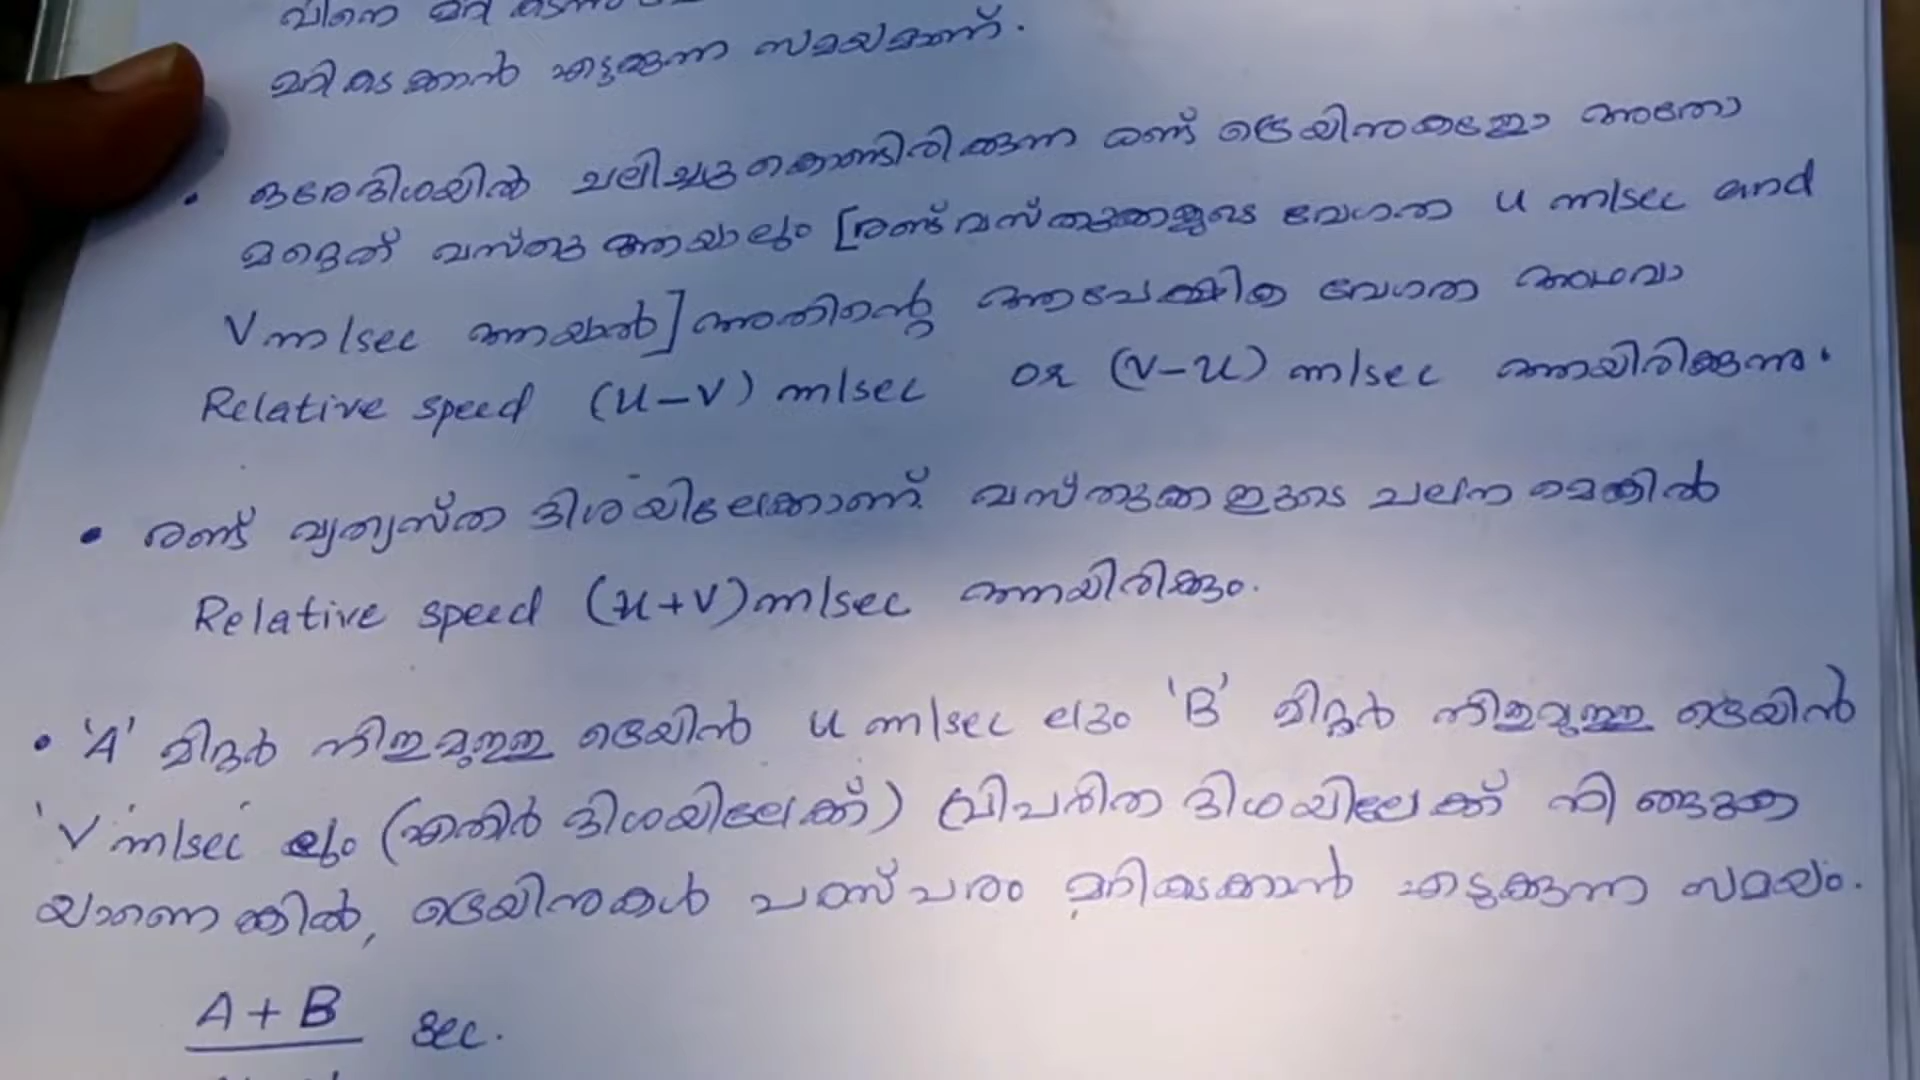 വിനെ മറി കടന്നു
മറികടക്കാൻ എടുക്കുന്ന സമയമാണ്.
• ഒരേദിശയിൽ ചലിച്ചുകൊണ്ടിരിക്കുന്ന രണ്ട് ട്രെയിനുകളോ അതോ
മറ്റെത് വസ്തു ആയാലും [രണ്ട് വസ്തുക്കളുടെ വേഗത u m/sec and
V m/sec ആയാൽ] അതിന്റെ ആപേക്ഷിക വേഗത അഥവാ
Relative speed (u-v) m/sec or (v-u) m/sec ആയിരിക്കുന്നു.
• രണ്ട് വ്യത്യസ്ത ദിശയിലേക്കാണ് വസ്തുക്കളുടെ ചലനമെങ്കിൽ
Relative speed (u+v) m/sec ആയിരിക്കും.
• 'A' മീറ്റർ നീളമുള്ള ട്രെയിൻ u m/sec ലും 'B' മീറ്റർ നീളമുള്ള ട്രെയിൻ
'V' m/sec ലും (എതിർ ദിശയിലേക്ക്) വിപരിത ദിശയിലേക്ക് നിങ്ങുക
യാണെങ്കിൽ, ട്രെയിനുകൾ പരസ്പരം മറികടക്കാൻ എടുക്കുന്ന സമയം.
A+B sec.